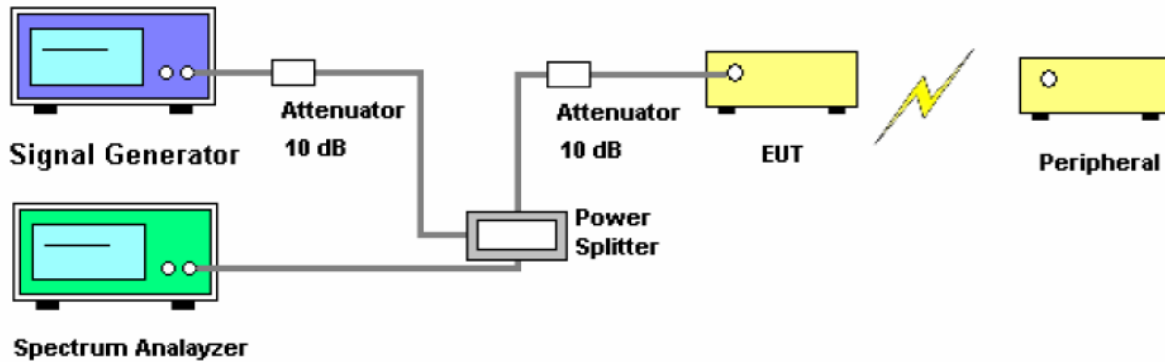 Attenuator
10 dB
Signal Generator
Attenuator
10 dB
EUT
Peripheral
Power
Splitter
Spectrum Analayzer